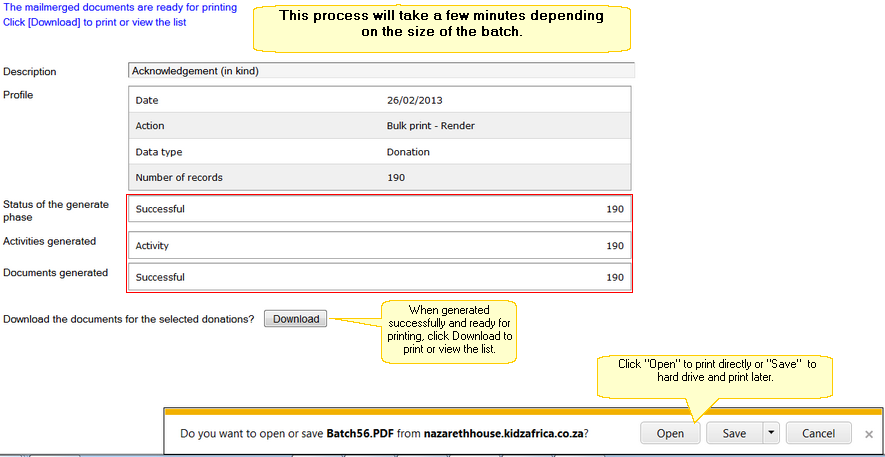 The mailmerged documents are ready for printing
Click [Download] to print or view the list
This process will take a few minutes depending
on the size of the batch.
Description
Acknowledgement (in kind)
Profile
Date 26/02/2013
Action Bulk print - Render
Data type Donation
Number of records 190
Status of the generate
phase
Successful 190
Activities generated
Activity 190
Documents generated
Successful 190
Download the documents for the selected donations?
Download
When generated
successfully and ready for
printing, click Download to
print or view the list.
Click "Open" to print directly or "Save" to
hard drive and print later.
Do you want to open or save Batch56.PDF from nazarethhouse.kidzafrica.co.za?
Open
Save
Cancel